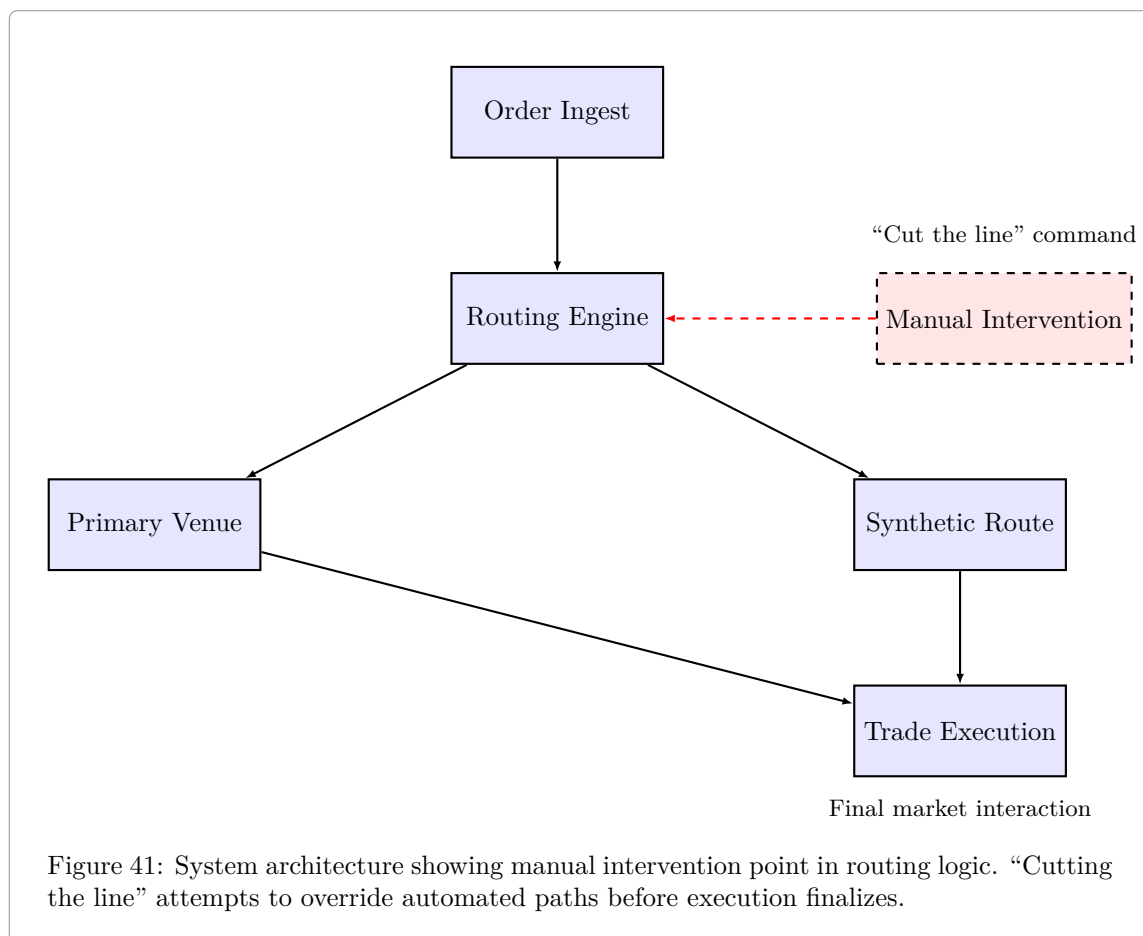 Order Ingest
“Cut the line” command
Routing Engine
Manual Intervention
Primary Venue
Synthetic Route
Trade Execution
Final market interaction
Figure 41: System architecture showing manual intervention point in routing logic. “Cutting
the line” attempts to override automated paths before execution finalizes.